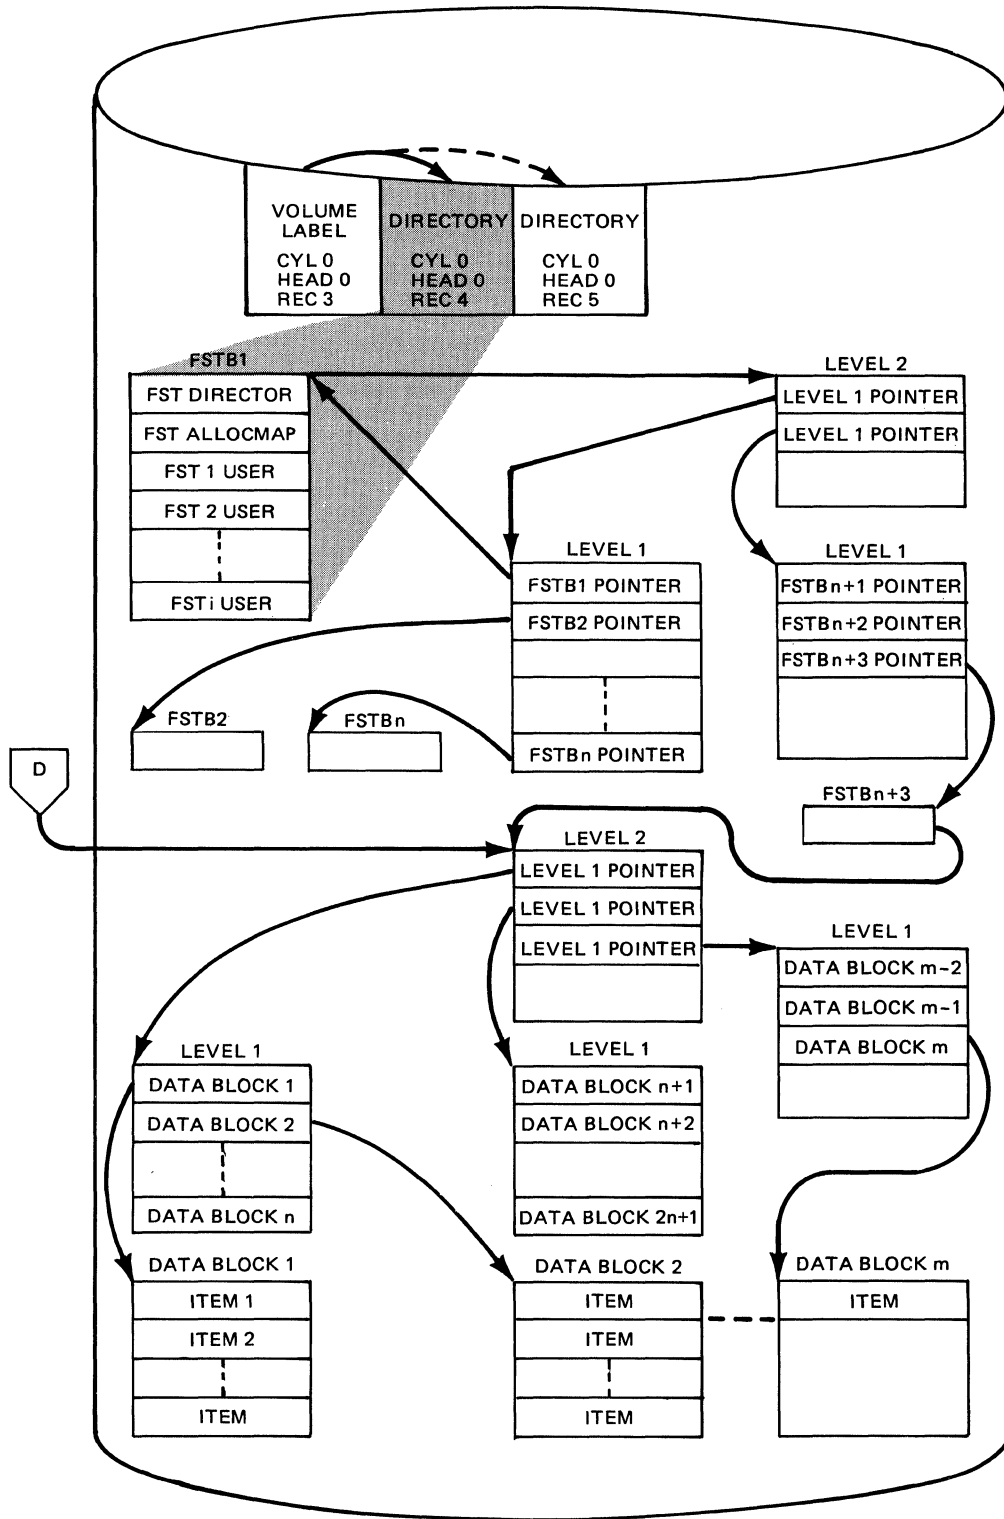 VOLUME
LABEL
CYL 0
HEAD 0
REC 3
DIRECTORY
CYL 0
HEAD 0
REC 4
DIRECTORY
CYL 0
HEAD 0
REC 5
FSTB1
FST DIRECTOR
FST ALLOCMAP
FST 1 USER
FST 2 USER
FST i USER
LEVEL 2
LEVEL 1 POINTER
LEVEL 1 POINTER
LEVEL 1
FSTB1 POINTER
FSTB2 POINTER
FSTBn POINTER
LEVEL 1
FSTBn+1 POINTER
FSTBn+2 POINTER
FSTBn+3 POINTER
FSTB2
FSTBn
FSTBn+3
D
LEVEL 2
LEVEL 1 POINTER
LEVEL 1 POINTER
LEVEL 1 POINTER
LEVEL 1
DATA BLOCK m-2
DATA BLOCK m-1
DATA BLOCK m
LEVEL 1
DATA BLOCK 1
DATA BLOCK 2
DATA BLOCK n
LEVEL 1
DATA BLOCK n+1
DATA BLOCK n+2
DATA BLOCK 2n+1
DATA BLOCK 1
ITEM 1
ITEM 2
ITEM
DATA BLOCK 2
ITEM
ITEM
ITEM
DATA BLOCK m
ITEM